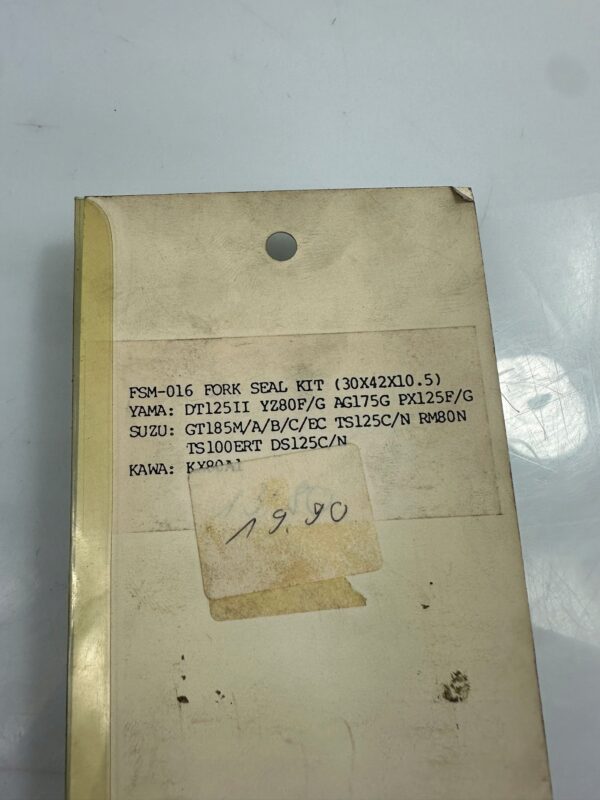 FSM-016 FORK SEAL KIT (30X42X10.5)
YAMA: DT125II YZ80F/G AG175G PX125F/G
SUZU: GT185M/A/B/C/EC TS125C/N RM80N
TS100ERT DS125C/N
KAWA: KX80A1
19.90